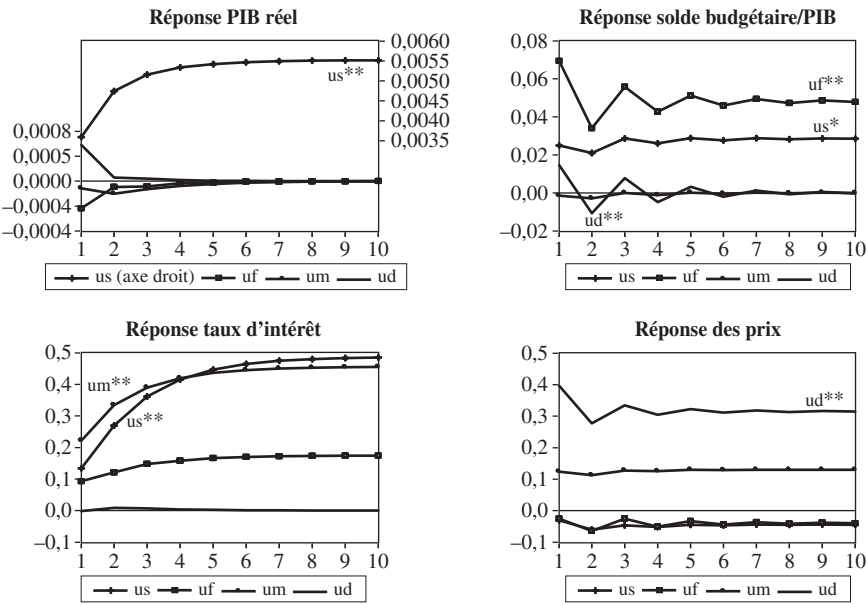 Réponse PIB réel
0,0060
0,0055
0,0050
0,0045
0,0040
0,0035
us**
0,0008
0,0005
0,0000
–0,0004
–0,0004
1 2 3 4 5 6 7 8 9 10
us (axe droit) uf um ud
Réponse solde budgétaire/PIB
0,08
0,06
0,04
0,02
0,00
–0,02
uf**
us*
ud**
1 2 3 4 5 6 7 8 9 10
us uf um ud
Réponse taux d'intérêt
0,5
0,4
0,3
0,2
0,1
0,0
–0,1
um**
us**
1 2 3 4 5 6 7 8 9 10
us uf um ud
Réponse des prix
0,5
0,4
0,3
0,2
0,1
0,0
–0,1
ud**
1 2 3 4 5 6 7 8 9 10
us uf um ud